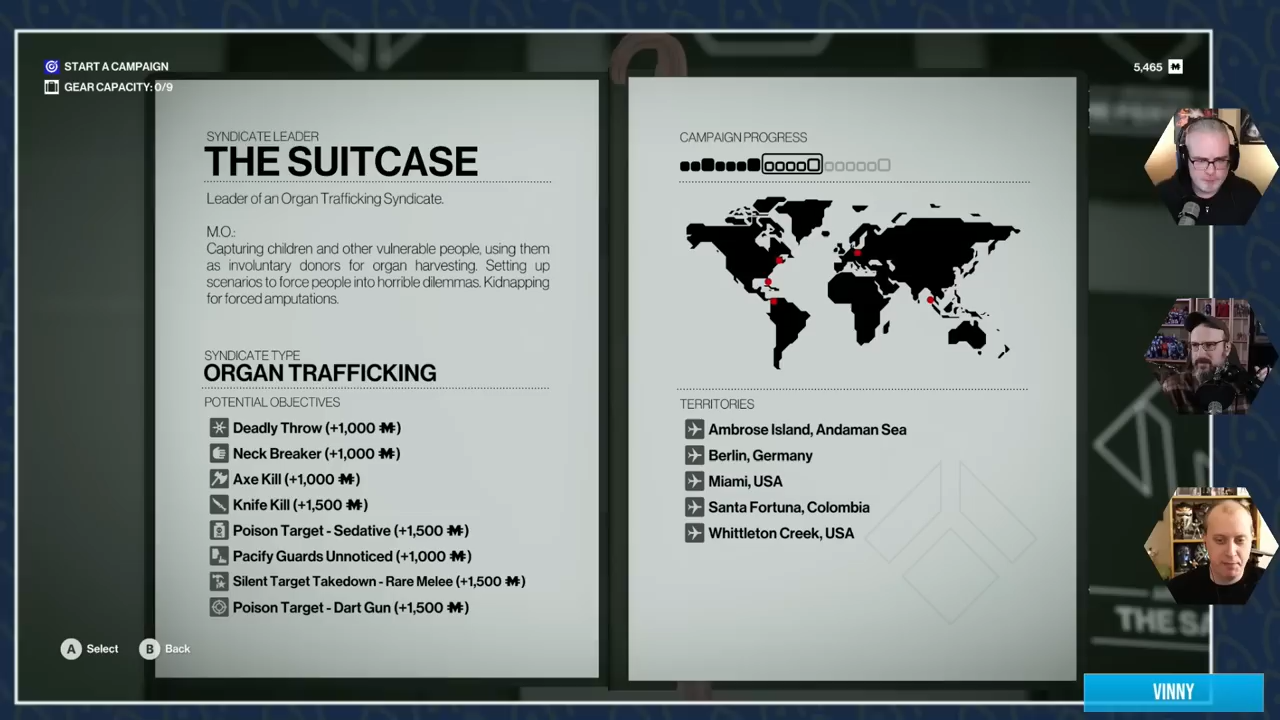 START A CAMPAIGN
GEAR CAPACITY: 0/9
5,465
SYNDICATE LEADER
THE SUITCASE
Leader of an Organ Trafficking Syndicate.
M.O.:
Capturing children and other vulnerable people, using them
as involuntary donors for organ harvesting. Setting up
scenarios to force people into horrible dilemmas. Kidnapping
for forced amputations.
SYNDICATE TYPE
ORGAN TRAFFICKING
POTENTIAL OBJECTIVES
Deadly Throw (+1,000)
Neck Breaker (+1,000)
Axe Kill (+1,000)
Knife Kill (+1,500)
Poison Target - Sedative (+1,500)
Pacify Guards Unnoticed (+1,000)
Silent Target Takedown - Rare Melee (+1,500)
Poison Target - Dart Gun (+1,500)
CAMPAIGN PROGRESS
TERRITORIES
Ambrose Island, Andaman Sea
Berlin, Germany
Miami, USA
Santa Fortuna, Colombia
Whittleton Creek, USA
THE SA
A Select
B Back
VINNY